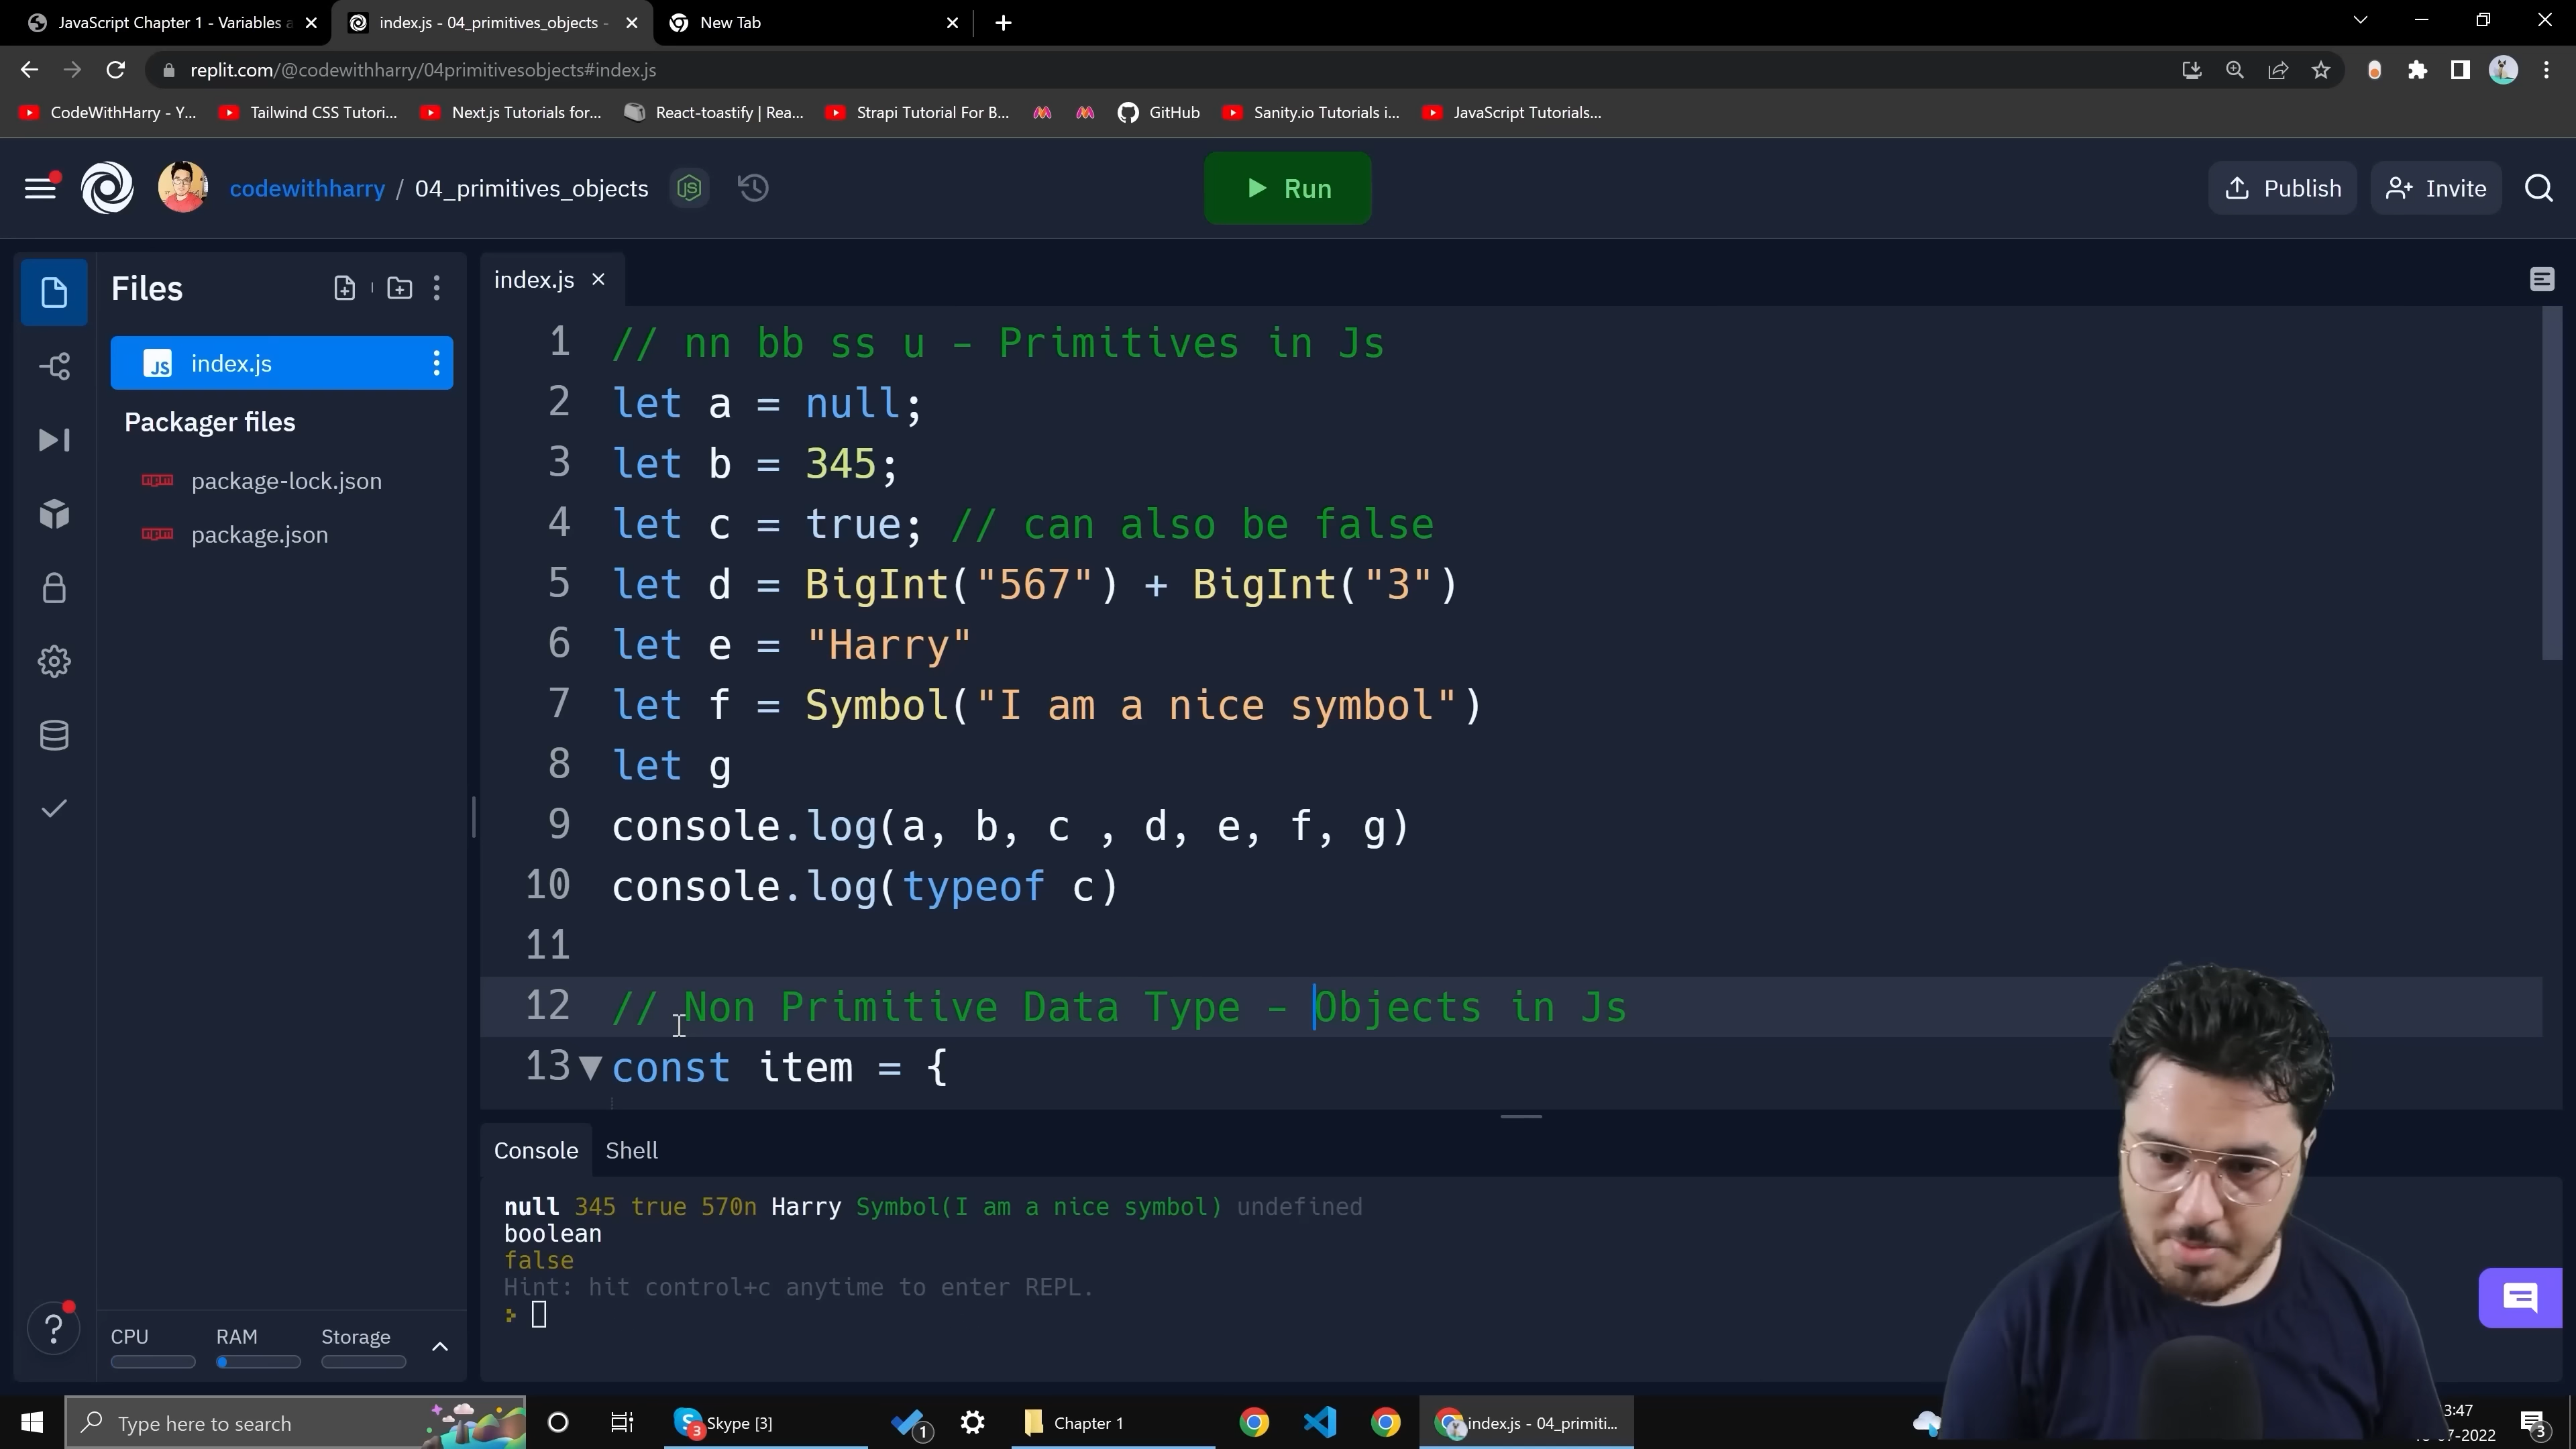 JavaScript Chapter 1 - Variables a
index.js - 04_primitives_objects -
New Tab
replit.com/@codewithharry/04primitivesobjects#index.js
CodeWithHarry - Y...
Tailwind CSS Tutori...
Next.js Tutorials for...
React-toastify | Rea...
Strapi Tutorial For B...
GitHub
Sanity.io Tutorials i...
JavaScript Tutorials...
codewithharry / 04_primitives_objects
Run
Publish
Invite
Files
index.js
Packager files
package-lock.json
package.json
index.js
1 // nn bb ss u - Primitives in Js
2 let a = null;
3 let b = 345;
4 let c = true; // can also be false
5 let d = BigInt("567") + BigInt("3")
6 let e = "Harry"
7 let f = Symbol("I am a nice symbol")
8 let g
9 console.log(a, b, c , d, e, f, g)
10 console.log(typeof c)
11
12 // Non Primitive Data Type - Objects in Js
13 const item = {
Console
Shell
null 345 true 570n Harry Symbol(I am a nice symbol) undefined
boolean
false
Hint: hit control+c anytime to enter REPL.
CPU
RAM
Storage
Type here to search
Skype [3]
3
1
Chapter 1
index.js - 04_primiti...
3:47
-07-2022
3